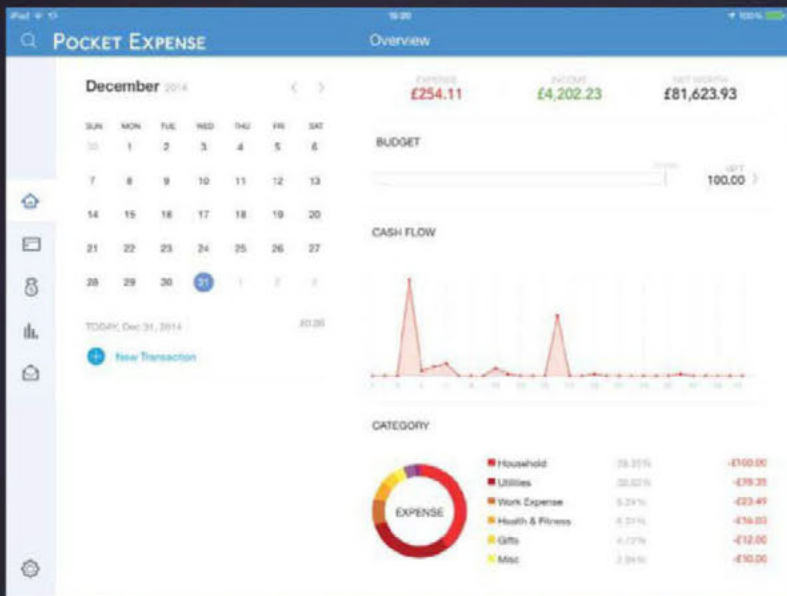 iPad
15:20
100%
POCKET EXPENSE
Overview
December 2014
SUN MON TUE WED THU FRI SAT
30 1 2 3 4 5 6
7 8 9 10 11 12 13
14 15 16 17 18 19 20
21 22 23 24 25 26 27
28 29 30 31 1 2 3
TODAY, Dec 31, 2014 £0.00
New Transaction
EXPENSE INCOME NET WORTH
£254.11 £4,202.23 £81,623.93
BUDGET
LEFT
100.00
CASH FLOW
CATEGORY
EXPENSE
Household -£100.00
Utilities -£78.35
Work Expense -£23.49
Health & Fitness -£16.03
Gifts -£12.00
Misc -£10.00